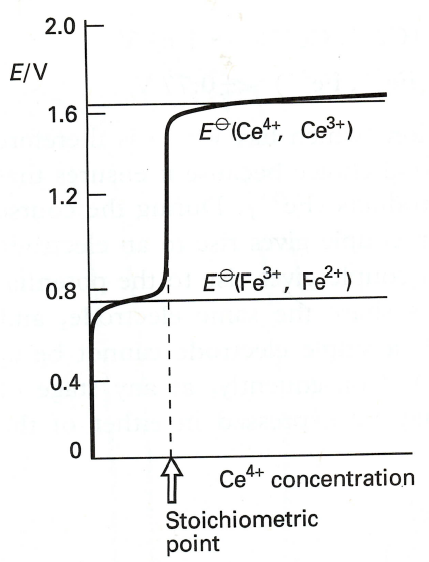 2.0
E/V
1.6
E⊖(Ce4+, Ce3+)
1.2
0.8
E⊖(Fe3+, Fe2+)
0.4
0
Ce4+ concentration
Stoichiometric
point